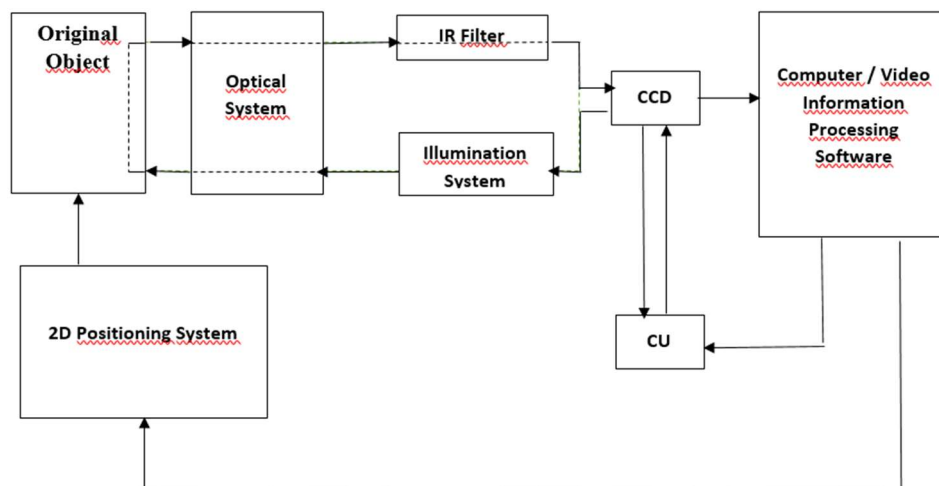 Original
Object
Optical
System
IR Filter
Illumination
System
CCD
Computer / Video
Information
Processing
Software
2D Positioning System
CU